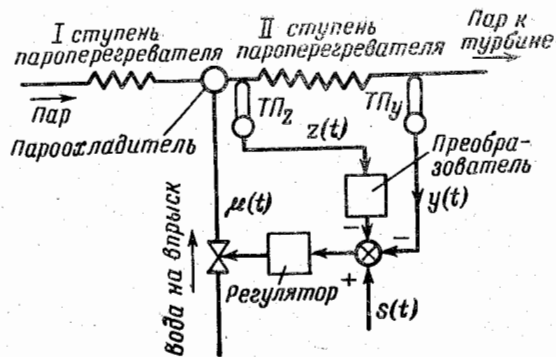 I ступень
пароперегревателя
II ступень
пароперегревателя
Пар к
турбине
Пар
Пароохладитель
ТПz
z(t)
ТПy
Преобра-
зователь
μ(t)
y(t)
вода на впрыск
Регулятор
−
−
+
s(t)